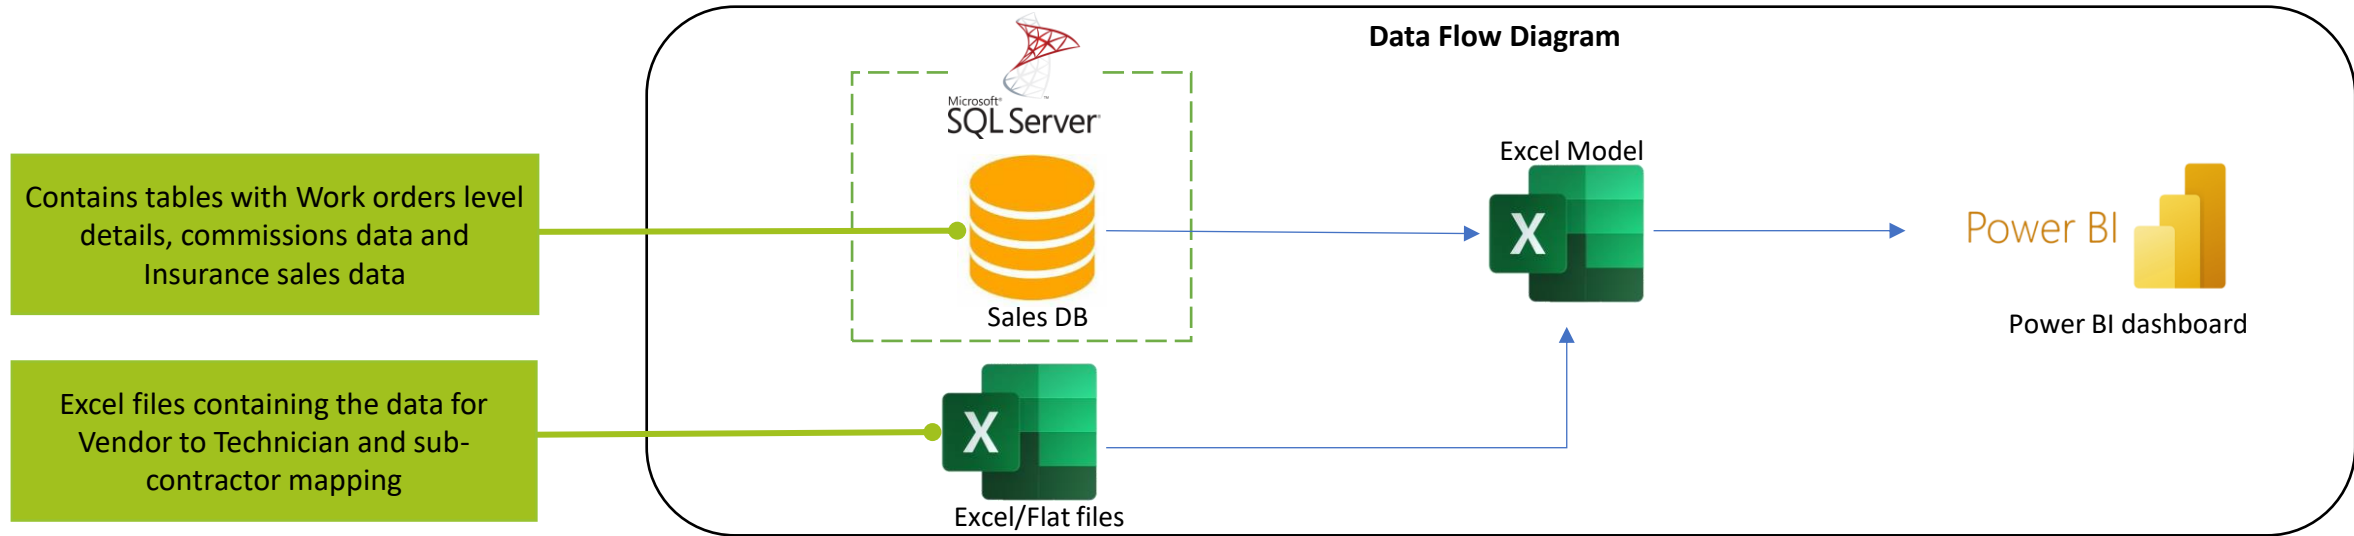 Data Flow Diagram
Microsoft®
SQL Server®
Contains tables with Work orders level
details, commissions data and
Insurance sales data
Sales DB
Excel Model
X
Power BI
Power BI dashboard
Excel files containing the data for
Vendor to Technician and sub-
contractor mapping
X
Excel/Flat files